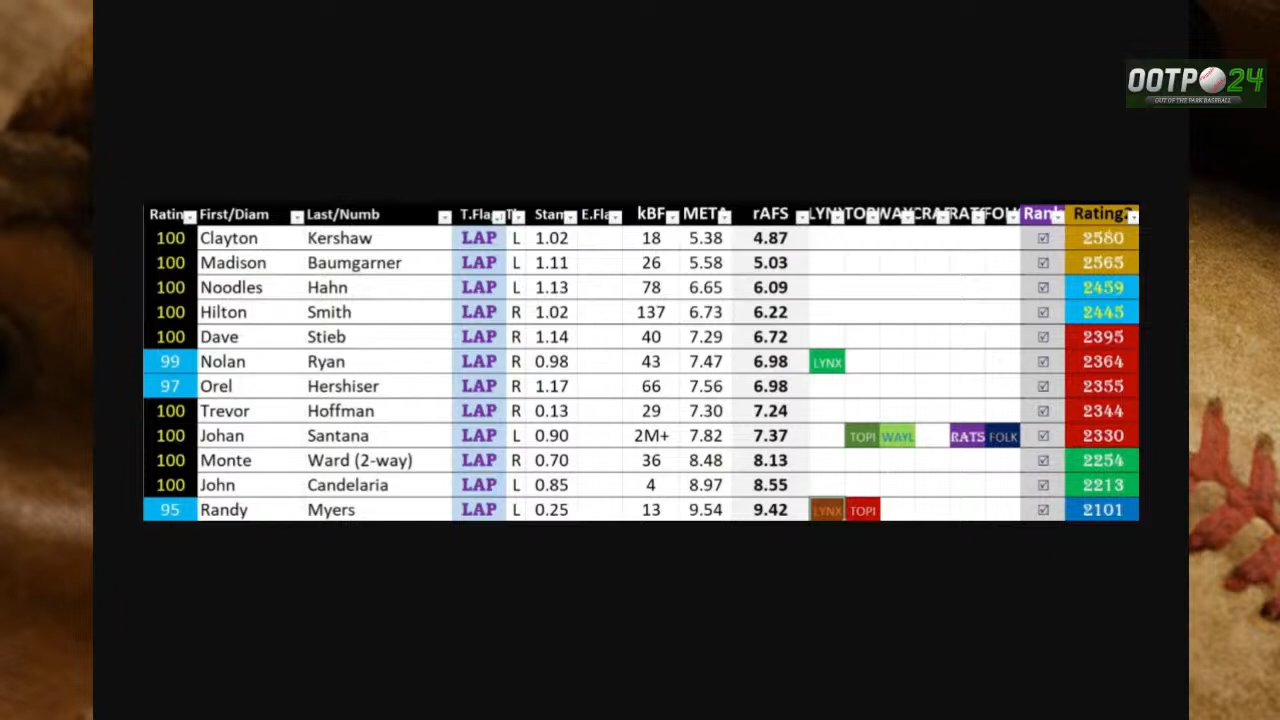 OOTP 24
OUT OF THE PARK BASEBALL
First/Diam Last/Numb kBF META rAFS
100 Clayton Kershaw LAP L 1.02 18 5.38 4.87 2580
100 Madison Baumgarner LAP L 1.11 26 5.58 5.03 2565
100 Noodles Hahn LAP L 1.13 78 6.65 6.09 2459
100 Hilton Smith LAP R 1.02 137 6.73 6.22 2445
100 Dave Stieb LAP R 1.14 40 7.29 6.72 2395
99 Nolan Ryan LAP R 0.98 43 7.47 6.98 LYNX 2364
97 Orel Hershiser LAP R 1.17 66 7.56 6.98 2355
100 Trevor Hoffman LAP R 0.13 29 7.30 7.24 2344
100 Johan Santana LAP L 0.90 2M+ 7.82 7.37 TOPI WAYL RATS FOLK 2330
100 Monte Ward (2-way) LAP R 0.70 36 8.48 8.13 2254
100 John Candelaria LAP L 0.85 4 8.97 8.55 2213
95 Randy Myers LAP L 0.25 13 9.54 9.42 LYNX TOPI 2101